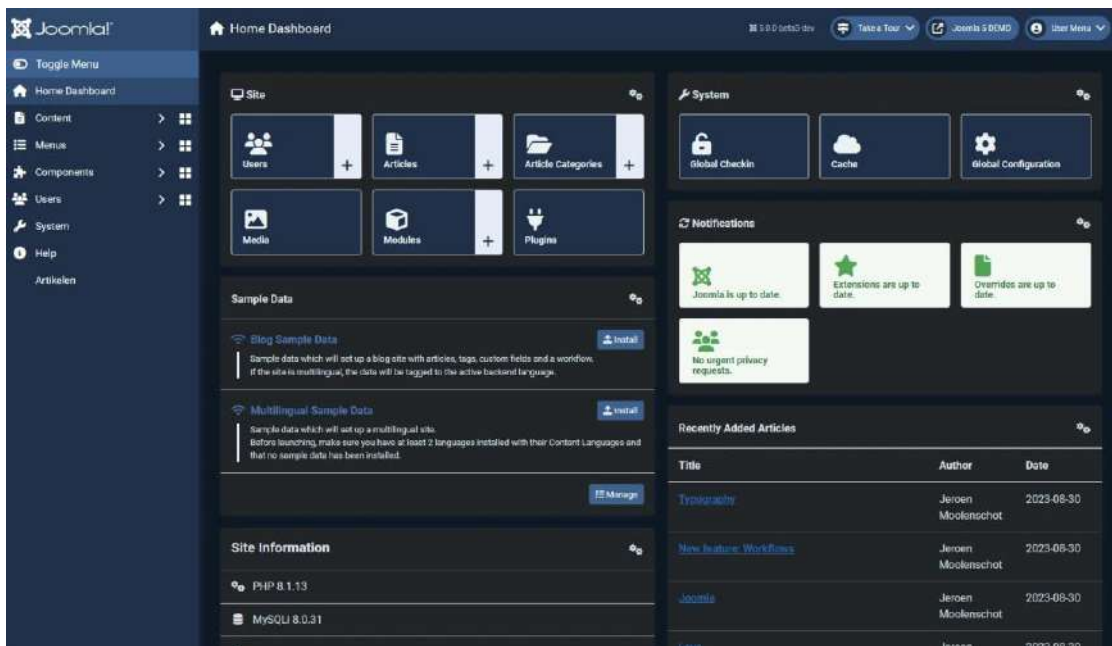 Joomla!
Home Dashboard
5.0.0-beta3-dev
Take a Tour
Joomla 5 DEMO
User Menu
Toggle Menu
Home Dashboard
Content
Menus
Components
Users
System
Help
Artikelen
Site
Users
+
Articles
+
Article Categories
+
Media
Modules
+
Plugins
Sample Data
Blog Sample Data
Install
Sample data which will set up a blog site with articles, tags, custom fields and a workflow.
If the site is multilingual, the data will be tagged to the active backend language.
Multilingual Sample Data
Install
Sample data which will set up a multilingual site.
Before launching, make sure you have at least 2 languages installed with their Content Languages and
that no sample data has been installed.
Manage
Site Information
PHP 8.1.13
MySQLi 8.0.31
System
Global Checkin
Cache
Global Configuration
Notifications
Joomla is up to date.
Extensions are up to
date.
Overrides are up to
date.
No urgent privacy
requests.
Recently Added Articles
Title Author Date
Typography Jeroen 2023-08-30
Moolenschot
New feature: Workflows Jeroen 2023-08-30
Moolenschot
Joomla Jeroen 2023-08-30
Moolenschot